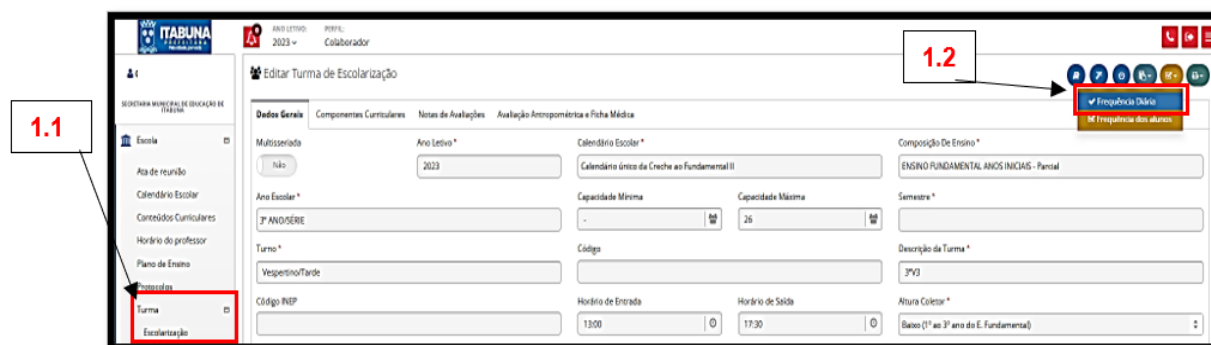 ITABUNA
PREFEITURA
ANO LETIVO:
2023
PERFIL:
Colaborador
1.2
Editar Turma de Escolarização
SECRETARIA MUNICIPAL DE EDUCAÇÃO DE
ITABUNA
Frequência Diária
Frequência dos alunos
1.1
Escola
Ata de reunião
Calendário Escolar
Conteúdos Curriculares
Horário do professor
Plano de Ensino
Protocolos
Turma
Escolarização
Dados Gerais Componentes Curriculares Notas de Avaliações Avaliação Antropométrica e Ficha Médica
Multisseriada Ano Letivo * Calendário Escolar * Composição De Ensino *
Não 2023 Calendário único da Creche ao Fundamental II ENSINO FUNDAMENTAL ANOS INICIAIS - Parcial
Ano Escolar * Capacidade Mínima Capacidade Máxima Semestre *
3º ANO/SÉRIE - 26
Turno * Código Descrição da Turma *
Vespertino/Tarde 3ºV3
Código INEP Horário de Entrada Horário de Saída Altura Coletor *
13:00 17:30 Baixo (1º ao 3º ano do E. Fundamental)